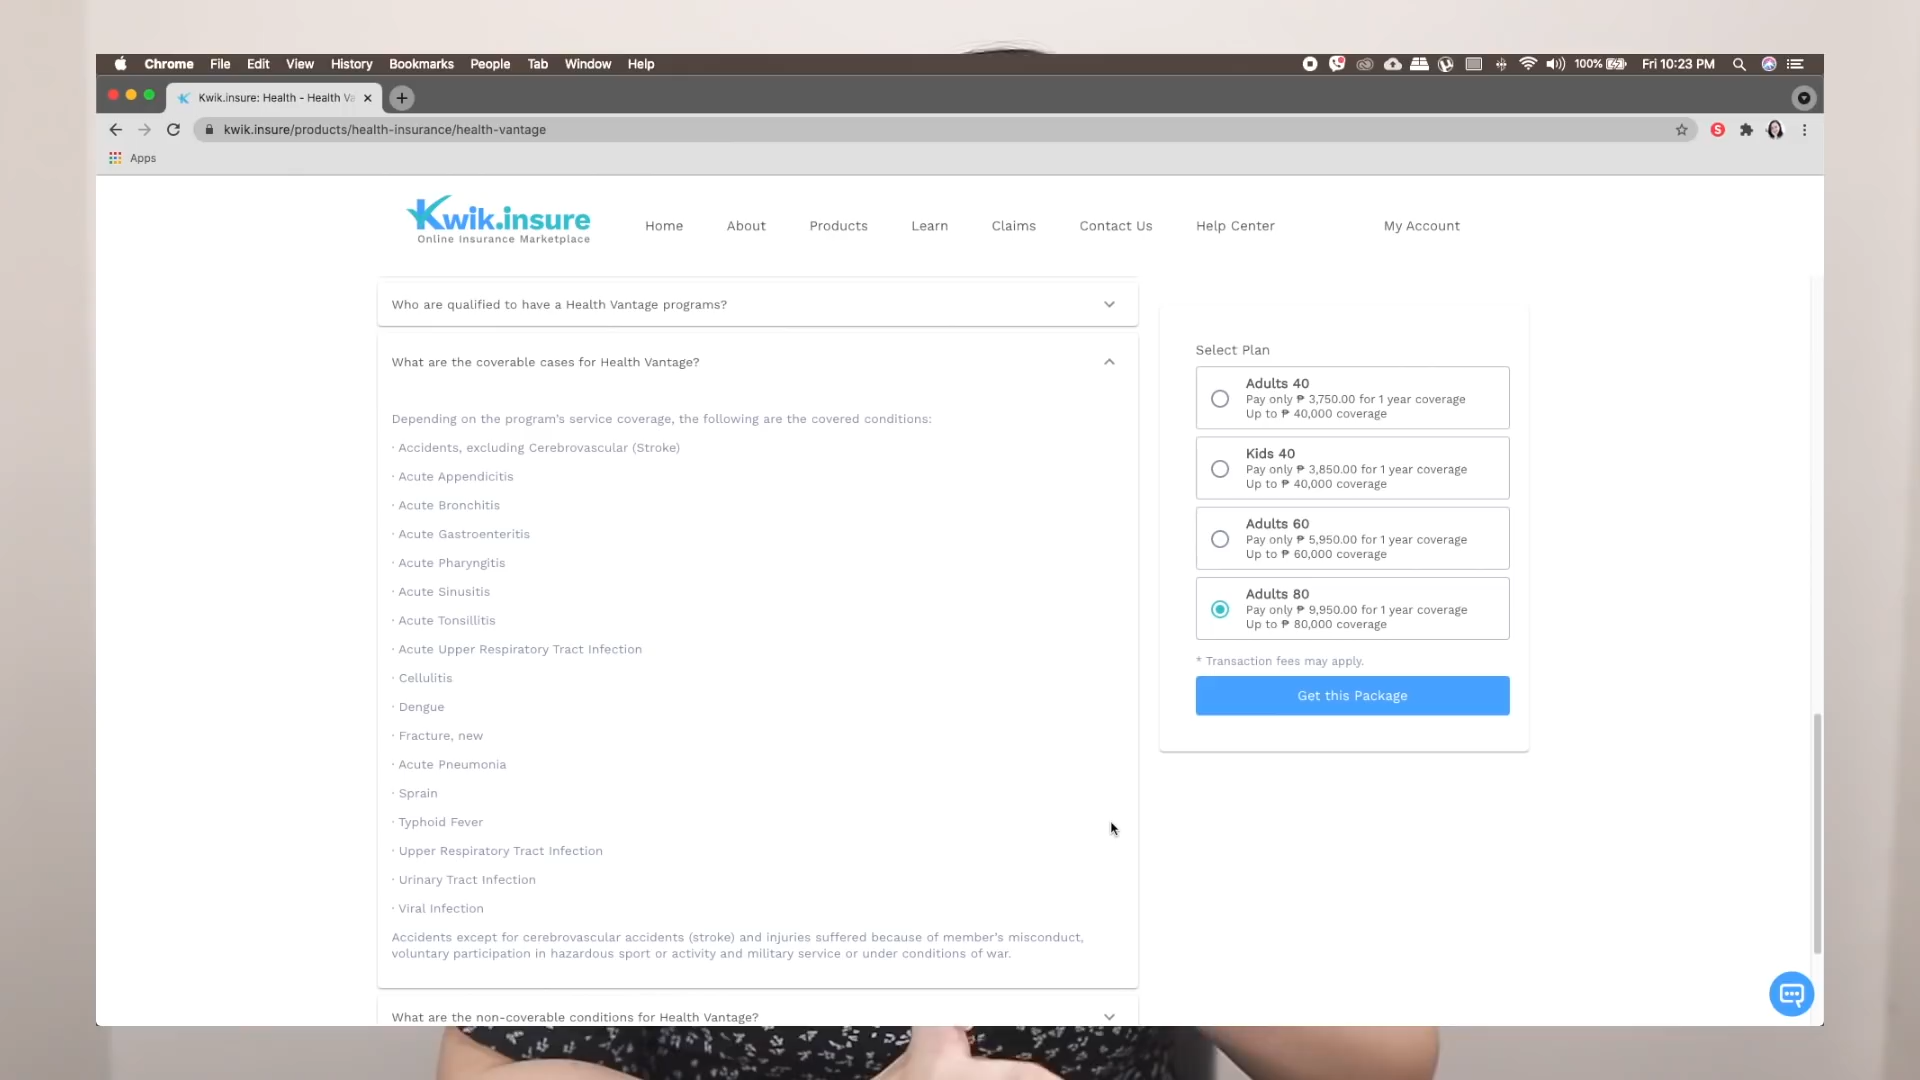 Chrome File Edit View History Bookmarks People Tab Window Help 100% Fri 10:23 PM
Kwik.insure: Health - Health Va
kwik.insure/products/health-insurance/health-vantage
Apps
Kwik.insure
Online Insurance Marketplace
Home About Products Learn Claims Contact Us Help Center My Account
Who are qualified to have a Health Vantage programs?
What are the coverable cases for Health Vantage?
Depending on the program's service coverage, the following are the covered conditions:
· Accidents, excluding Cerebrovascular (Stroke)
· Acute Appendicitis
· Acute Bronchitis
· Acute Gastroenteritis
· Acute Pharyngitis
· Acute Sinusitis
· Acute Tonsillitis
· Acute Upper Respiratory Tract Infection
· Cellulitis
· Dengue
· Fracture, new
· Acute Pneumonia
· Sprain
· Typhoid Fever
· Upper Respiratory Tract Infection
· Urinary Tract Infection
· Viral Infection
Accidents except for cerebrovascular accidents (stroke) and injuries suffered because of member's misconduct,
voluntary participation in hazardous sport or activity and military service or under conditions of war.
What are the non-coverable conditions for Health Vantage?
Select Plan
Adults 40
Pay only ₱ 3,750.00 for 1 year coverage
Up to ₱ 40,000 coverage
Kids 40
Pay only ₱ 3,850.00 for 1 year coverage
Up to ₱ 40,000 coverage
Adults 60
Pay only ₱ 5,950.00 for 1 year coverage
Up to ₱ 60,000 coverage
Adults 80
Pay only ₱ 9,950.00 for 1 year coverage
Up to ₱ 80,000 coverage
* Transaction fees may apply.
Get this Package